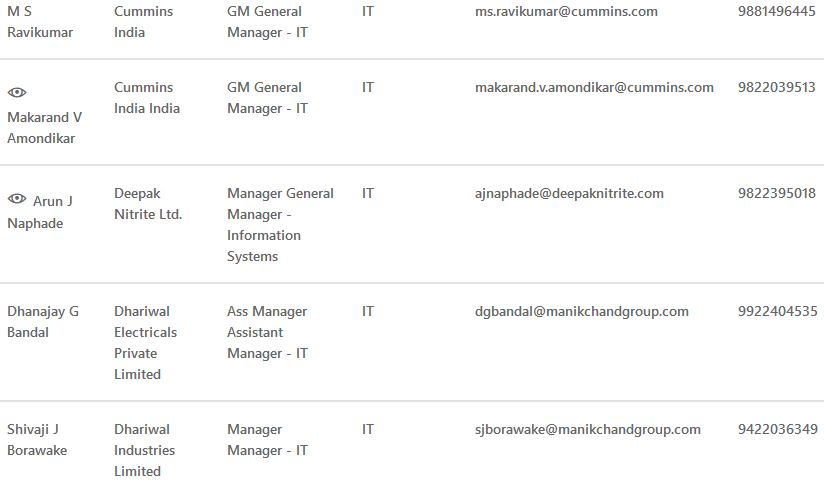 M S Ravikumar
Cummins India
GM General Manager - IT
IT
ms.ravikumar@cummins.com
9881496445
Makarand V Amondikar
Cummins India India
GM General Manager - IT
IT
makarand.v.amondikar@cummins.com
9822039513
Arun J Naphade
Deepak Nitrite Ltd.
Manager General Manager - Information Systems
IT
ajnaphade@deepaknitrite.com
9822395018
Dhanajay G Bandal
Dhariwal Electricals Private Limited
Ass Manager Assistant Manager - IT
IT
dgbandal@manikchandgroup.com
9922404535
Shivaji J Borawake
Dhariwal Industries Limited
Manager Manager - IT
IT
sjborawake@manikchandgroup.com
9422036349